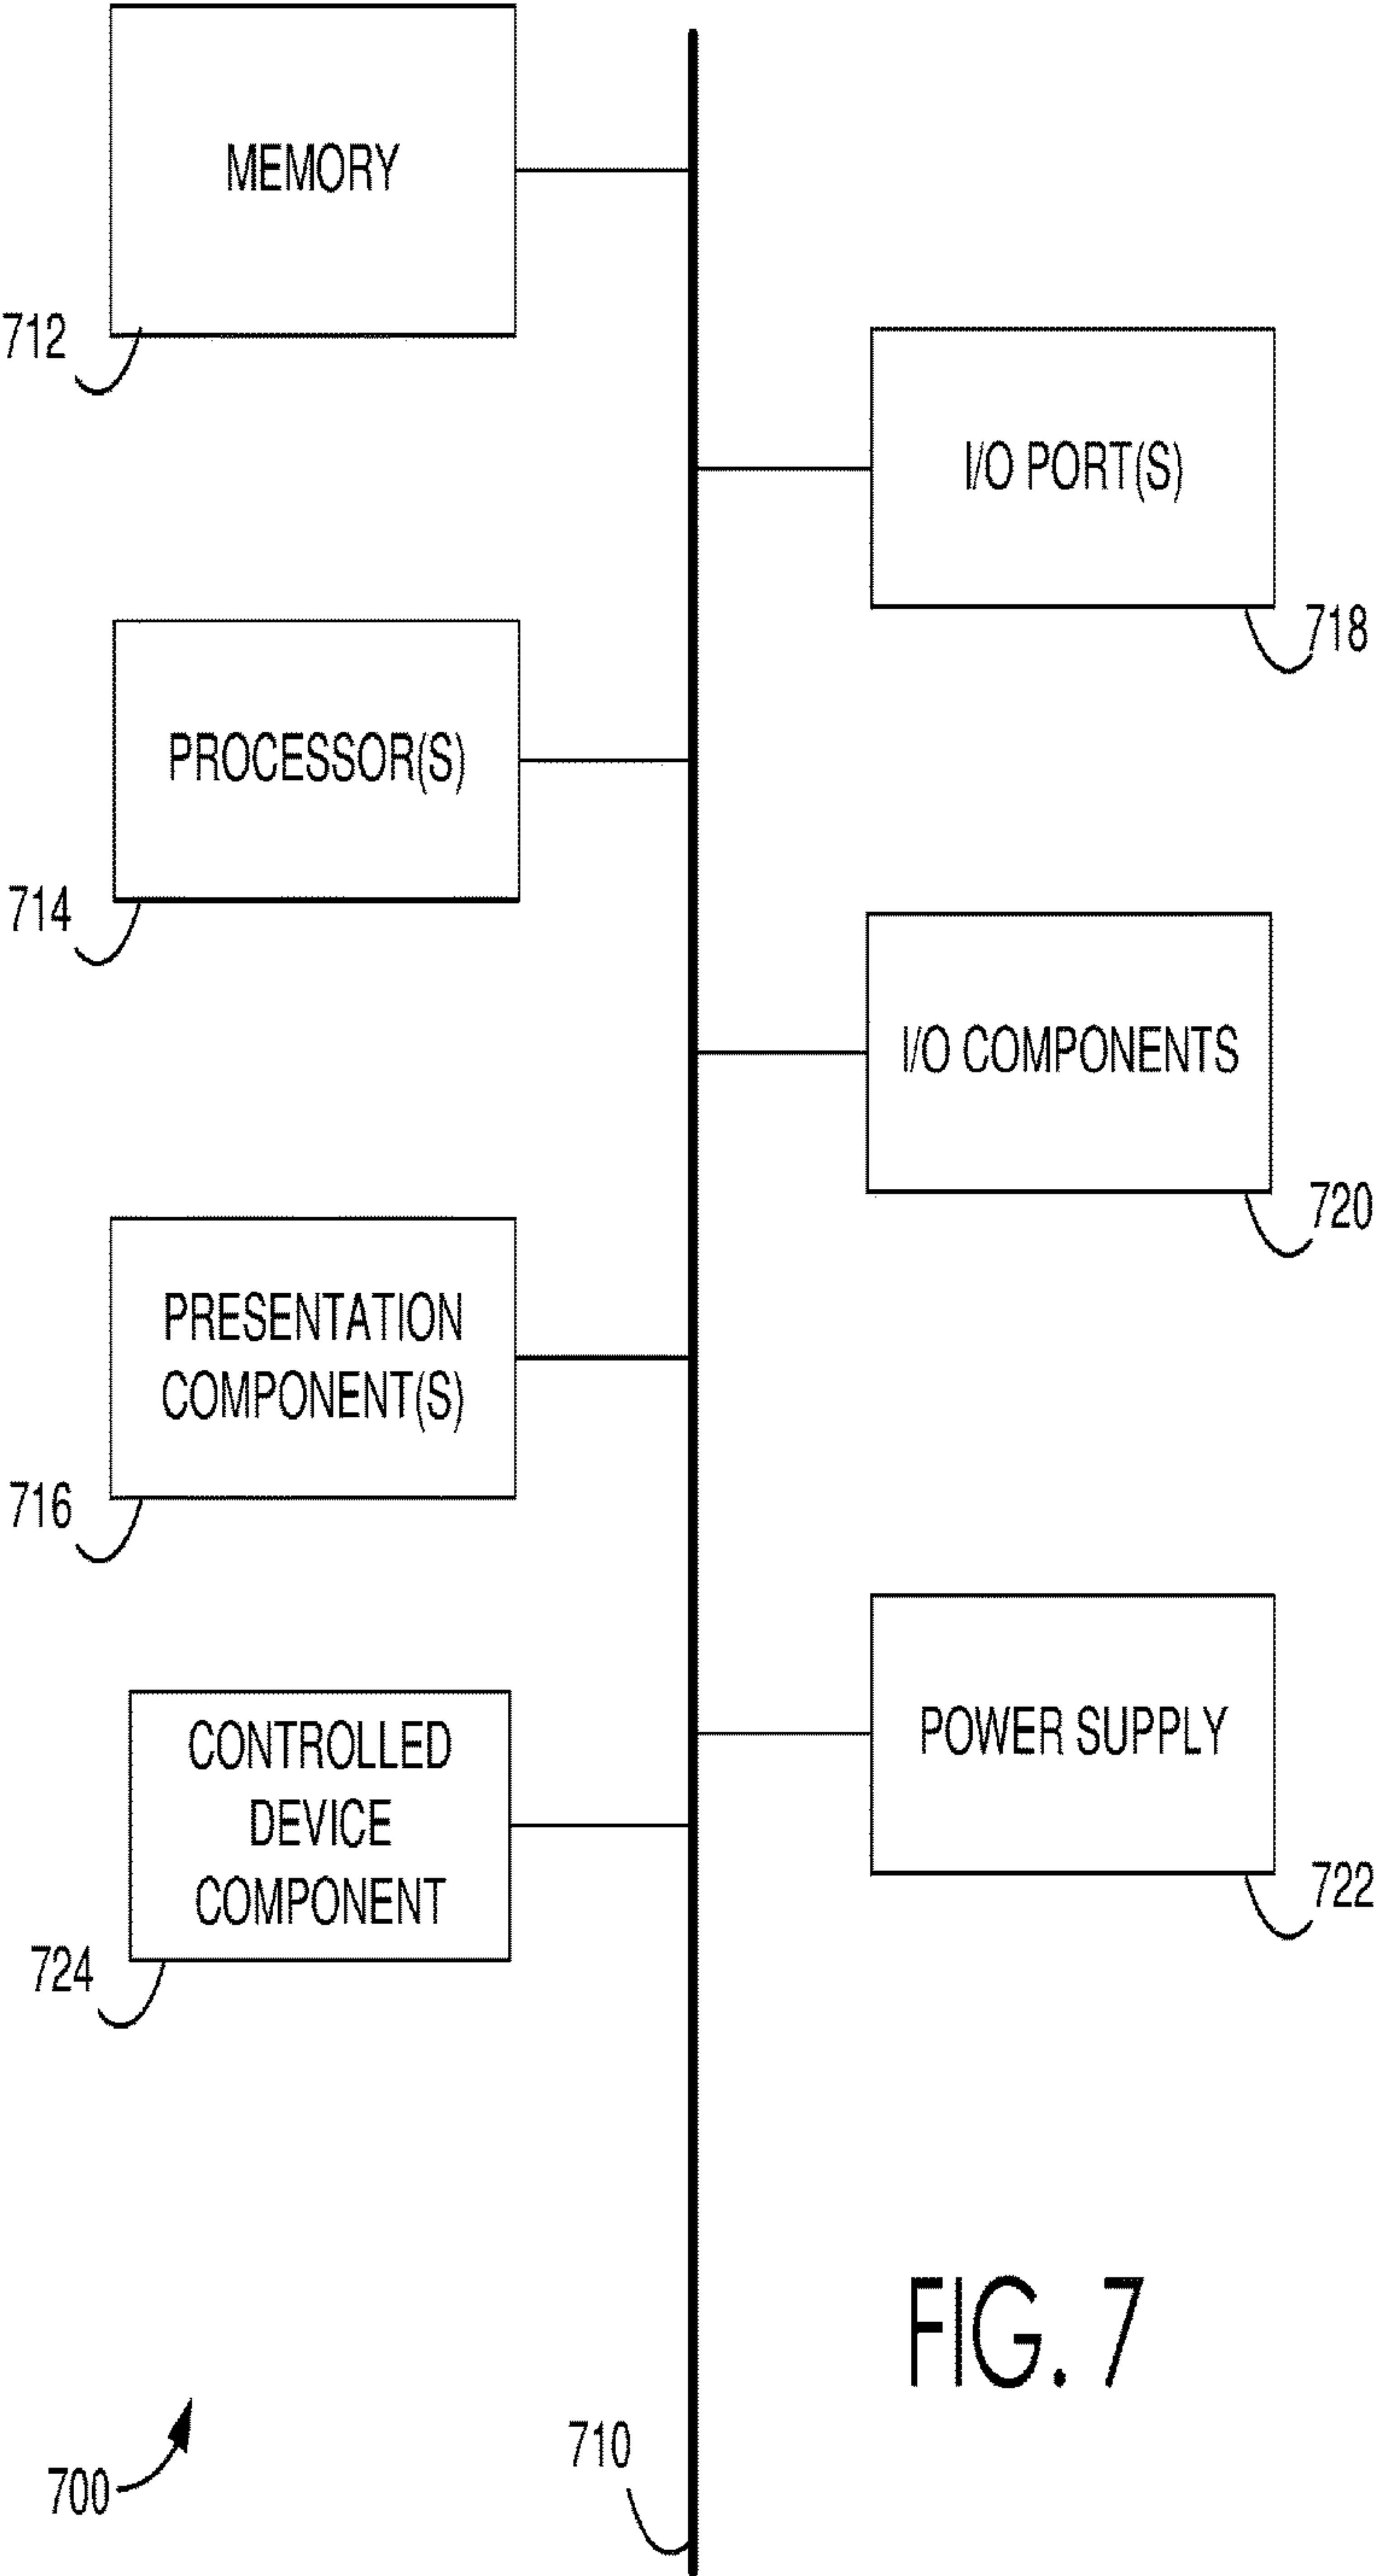 MEMORY
712
I/O PORT(S)
718
PROCESSOR(S)
714
I/O COMPONENTS
720
PRESENTATION
COMPONENT(S)
716
POWER SUPPLY
722
CONTROLLED
DEVICE
COMPONENT
724
FIG. 7
710
700